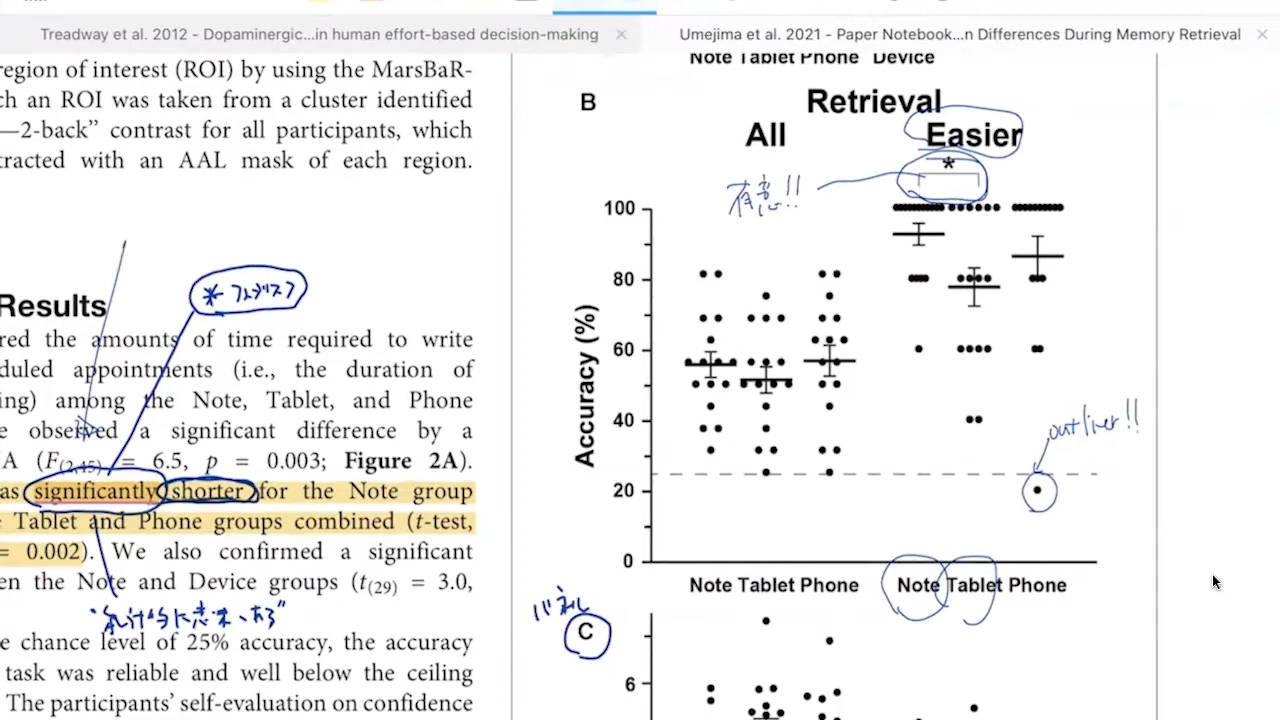 Treadway et al. 2012 - Dopaminergic...in human effort-based decision-making
Umejima et al. 2021 - Paper Notebook...n Differences During Memory Retrieval
region of interest (ROI) by using the MarsBaR-
ch an ROI was taken from a cluster identified
—2-back” contrast for all participants, which
tracted with an AAL mask of each region.
Results
red the amounts of time required to write
duled appointments (i.e., the duration of
ing) among the Note, Tablet, and Phone
e observed a significant difference by a
A (F(2,45) = 6.5, p = 0.003; Figure 2A).
as significantly shorter for the Note group
e Tablet and Phone groups combined (t-test,
= 0.002). We also confirmed a significant
en the Note and Device groups (t(29) = 3.0,
e chance level of 25% accuracy, the accuracy
task was reliable and well below the ceiling
The participants’ self-evaluation on confidence
Note Tablet Phone Device
B
Retrieval
All
Easier
*
有意!!
100
80
60
40
20
0
Accuracy (%)
outlier!!
Note Tablet Phone
Note Tablet Phone
パネル
C
6